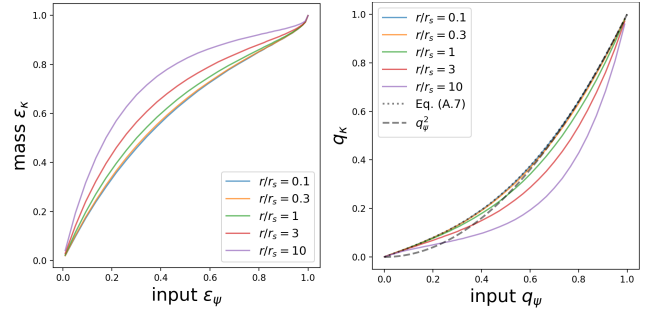 mass ε_κ
1.0
0.8
0.6
0.4
0.2
0.0
r/r_s = 0.1
r/r_s = 0.3
r/r_s = 1
r/r_s = 3
r/r_s = 10
0.0 0.2 0.4 0.6 0.8 1.0
input ε_ψ
q_κ
1.0
0.8
0.6
0.4
0.2
0.0
r/r_s = 0.1
r/r_s = 0.3
r/r_s = 1
r/r_s = 3
r/r_s = 10
Eq. (A.7)
q_ψ^2
0.0 0.2 0.4 0.6 0.8 1.0
input q_ψ